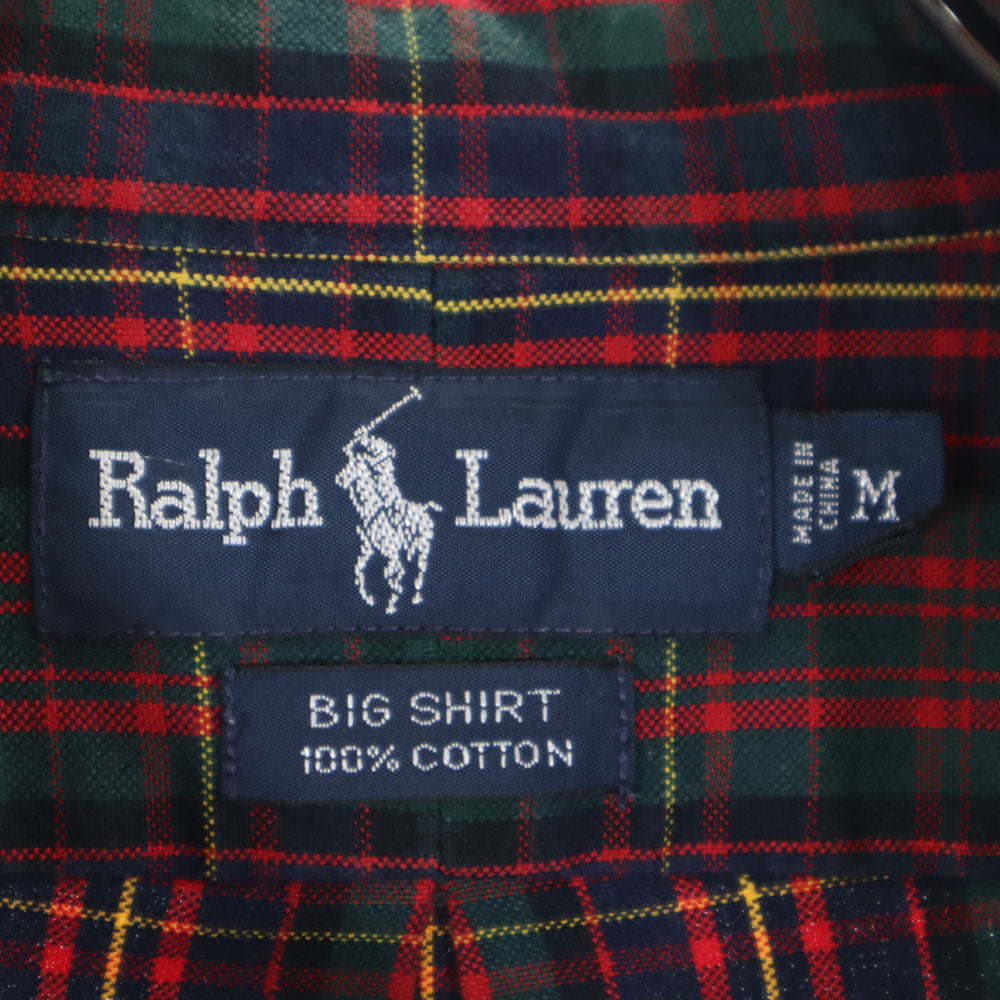 Ralph Lauren
MADE IN
CHINA
M
BIG SHIRT
100% COTTON